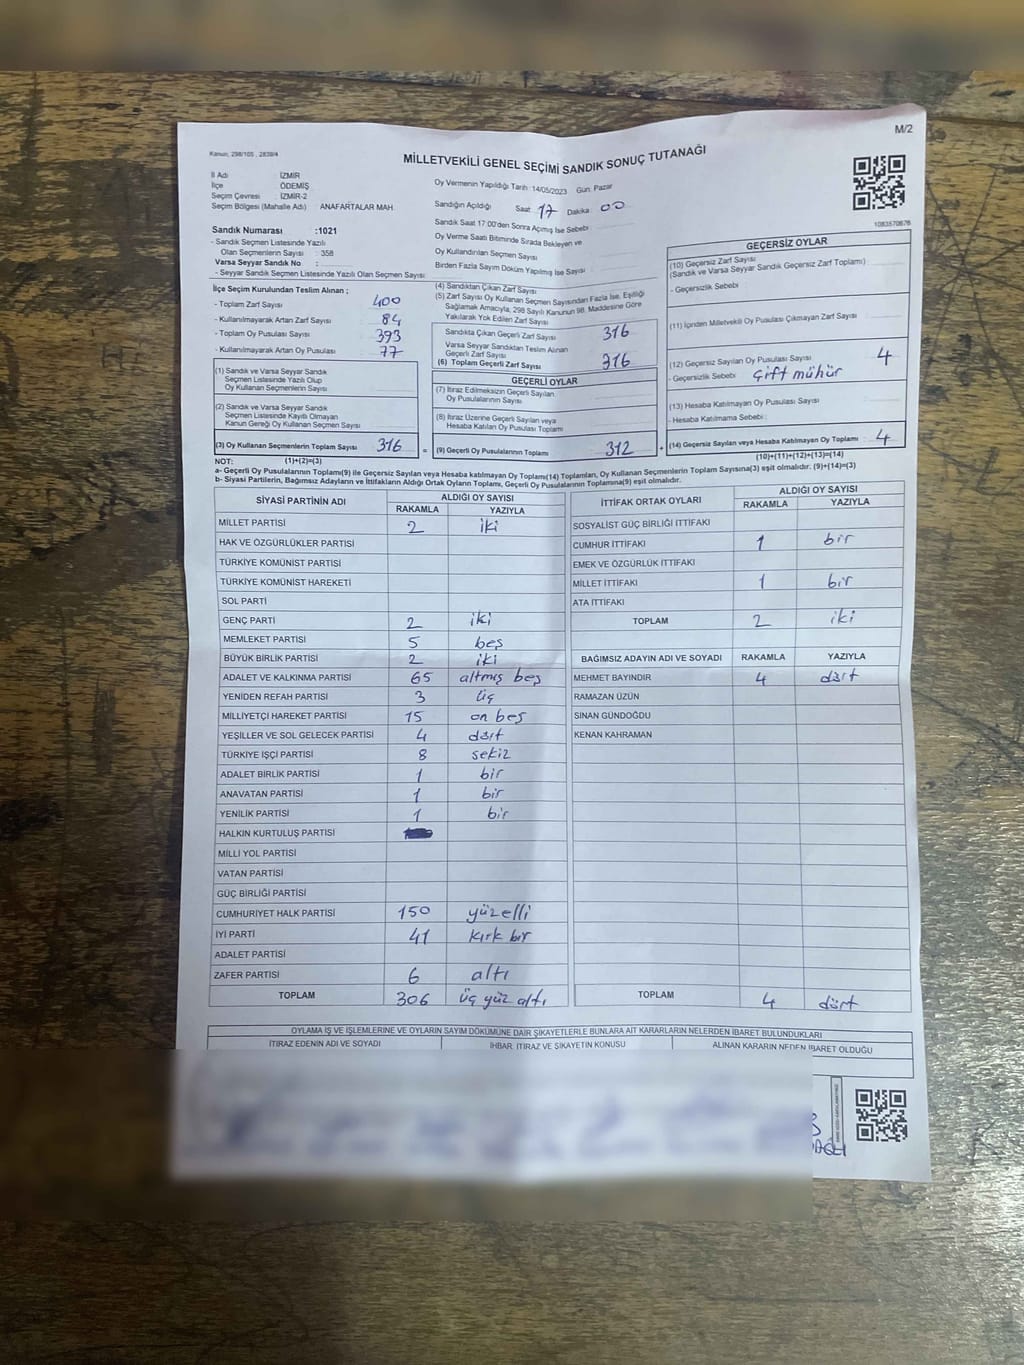 M/2
Kanun; 298/105 , 2839/4
MİLLETVEKİLİ GENEL SEÇİMİ SANDIK SONUÇ TUTANAĞI
İl Adı İZMİR
İlçe ÖDEMİŞ
Seçim Çevresi İZMİR-2
Seçim Bölgesi (Mahalle Adı) ANAFARTALAR MAH.
Sandık Numarası :1021
- Sandık Seçmen Listesinde Yazılı
Olan Seçmenlerin Sayısı : 358
Varsa Seyyar Sandık No :
- Seyyar Sandık Seçmen Listesinde Yazılı Olan Seçmen Sayısı:
Oy Vermenin Yapıldığı Tarih :14/05/2023 Gün: Pazar
Sandığın Açıldığı Saat 17 Dakika 00
Sandık Saat 17:00'den Sonra Açılmış İse Sebebi
Oy Verme Saati Bitiminde Sırada Bekleyen ve
Oy Kullandırılan Seçmen Sayısı
Birden Fazla Sayım Döküm Yapılmış İse Sayısı
1083570876
İlçe Seçim Kurulundan Teslim Alınan ;
- Toplam Zarf Sayısı 400
- Kullanılmayarak Artan Zarf Sayısı 84
- Toplam Oy Pusulası Sayısı 393
- Kullanılmayarak Artan Oy Pusulası 77
(1) Sandık ve Varsa Seyyar Sandık
Seçmen Listesinde Yazılı Olup
Oy Kullanan Seçmenlerin Sayısı
(2) Sandık ve Varsa Seyyar Sandık
Seçmen Listesinde Kayıtlı Olmayan
Kanun Gereği Oy Kullanan Seçmen Sayısı
(3) Oy Kullanan Seçmenlerin Toplam Sayısı 316
(1)+(2)=(3)
(4) Sandıktan Çıkan Zarf Sayısı
(5) Zarf Sayısı Oy Kullanan Seçmen Sayısından Fazla İse, Eşitliği
Sağlamak Amacıyla, 298 Sayılı Kanunun 98. Maddesine Göre
Yakılarak Yok Edilen Zarf Sayısı
Sandıkta Çıkan Geçerli Zarf Sayısı 316
Varsa Seyyar Sandıktan Teslim Alınan
Geçerli Zarf Sayısı
(6) Toplam Geçerli Zarf Sayısı 316
GEÇERLİ OYLAR
(7) İtiraz Edilmeksizin Geçerli Sayılan
Oy Pusulalarının Sayısı
(8) İtiraz Üzerine Geçerli Sayılan veya
Hesaba Katılan Oy Pusulası Toplamı
= (9) Geçerli Oy Pusulalarının Toplamı 312
GEÇERSİZ OYLAR
(10) Geçersiz Zarf Sayısı
(Sandık ve Varsa Seyyar Sandık Geçersiz Zarf Toplamı)
- Geçersizlik Sebebi
(11) İçinden Milletvekili Oy Pusulası Çıkmayan Zarf Sayısı
(12) Geçersiz Sayılan Oy Pusulası Sayısı 4
- Geçersizlik Sebebi Çift mühür
(13) Hesaba Katılmayan Oy Pusulası Sayısı
- Hesaba Katılmama Sebebi :
+ (14) Geçersiz Sayılan veya Hesaba Katılmayan Oy Toplamı 4
(10)+(11)+(12)+(13)=(14)
NOT:
a- Geçerli Oy Pusulalarının Toplamı(9) ile Geçersiz Sayılan veya Hesaba katılmayan Oy Toplamı(14) Toplamları, Oy Kullanan Seçmenlerin Toplam Sayısına(3) eşit olmalıdır. (9)+(14)=(3)
b- Siyasi Partilerin, Bağımsız Adayların ve İttifakların Aldığı Ortak Oyların Toplamı, Geçerli Oy Pusulalarının Toplamına(9) eşit olmalıdır.
SİYASİ PARTİNİN ADI ALDIĞI OY SAYISI
RAKAMLA YAZIYLA
MİLLET PARTİSİ 2 iki
HAK VE ÖZGÜRLÜKLER PARTİSİ
TÜRKİYE KOMÜNİST PARTİSİ
TÜRKİYE KOMÜNİST HAREKETİ
SOL PARTİ
GENÇ PARTİ 2 iki
MEMLEKET PARTİSİ 5 beş
BÜYÜK BİRLİK PARTİSİ 2 iki
ADALET VE KALKINMA PARTİSİ 65 altmış beş
YENİDEN REFAH PARTİSİ 3 üç
MİLLİYETÇİ HAREKET PARTİSİ 15 on beş
YEŞİLLER VE SOL GELECEK PARTİSİ 4 dört
TÜRKİYE İŞÇİ PARTİSİ 8 sekiz
ADALET BİRLİK PARTİSİ 1 bir
ANAVATAN PARTİSİ 1 bir
YENİLİK PARTİSİ 1 bir
HALKIN KURTULUŞ PARTİSİ
MİLLİ YOL PARTİSİ
VATAN PARTİSİ
GÜÇ BİRLİĞİ PARTİSİ
CUMHURİYET HALK PARTİSİ 150 yüzelli
İYİ PARTİ 41 kırk bir
ADALET PARTİSİ
ZAFER PARTİSİ 6 altı
TOPLAM 306 üç yüz altı
İTTİFAK ORTAK OYLARI ALDIĞI OY SAYISI
RAKAMLA YAZIYLA
SOSYALİST GÜÇ BİRLİĞİ İTTİFAKI
CUMHUR İTTİFAKI 1 bir
EMEK VE ÖZGÜRLÜK İTTİFAKI
MİLLET İTTİFAKI 1 bir
ATA İTTİFAKI
TOPLAM 2 iki
BAĞIMSIZ ADAYIN ADI VE SOYADI RAKAMLA YAZIYLA
MEHMET BAYINDIR 4 dört
RAMAZAN ÜZÜN
SİNAN GÜNDOĞDU
KENAN KAHRAMAN
TOPLAM 4 dört
OYLAMA İŞ VE İŞLEMLERİNE VE OYLARIN SAYIM DÖKÜMÜNE DAİR ŞİKAYETLERLE BUNLARA AİT KARARLARIN NELERDEN İBARET BULUNDUKLARI
İTİRAZ EDENİN ADI VE SOYADI İHBAR, İTİRAZ VE ŞİKAYETİN KONUSU ALINAN KARARIN NEDEN İBARET OLDUĞU